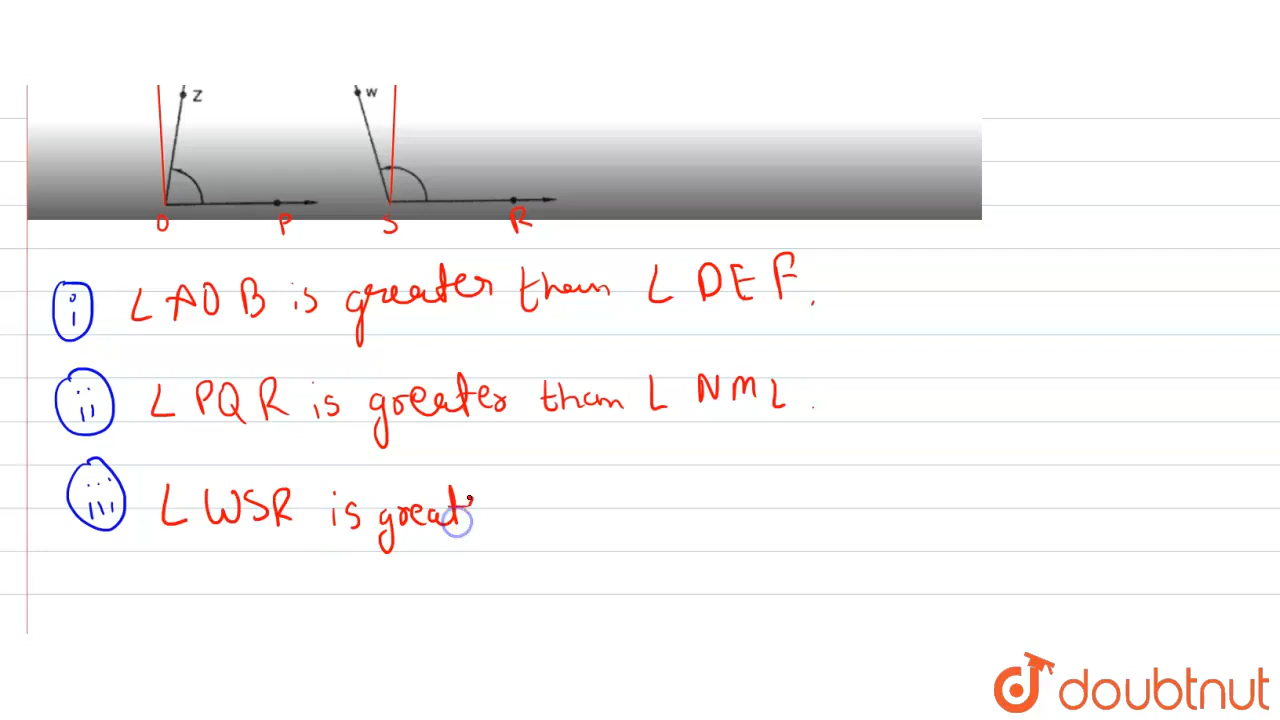 Z W
O P S R
i ∠AOB is greater than ∠DEF.
ii ∠PQR is greater than ∠NML.
iii ∠WSR is great
doubtnut